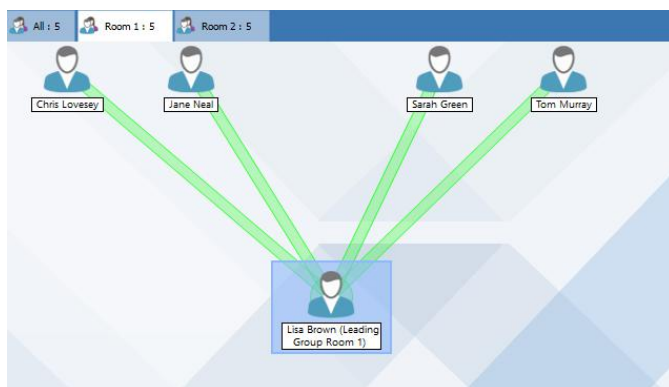 All : 5
Room 1 : 5
Room 2 : 5
Chris Lovesey
Jane Neal
Sarah Green
Tom Murray
Lisa Brown (Leading
Group Room 1)